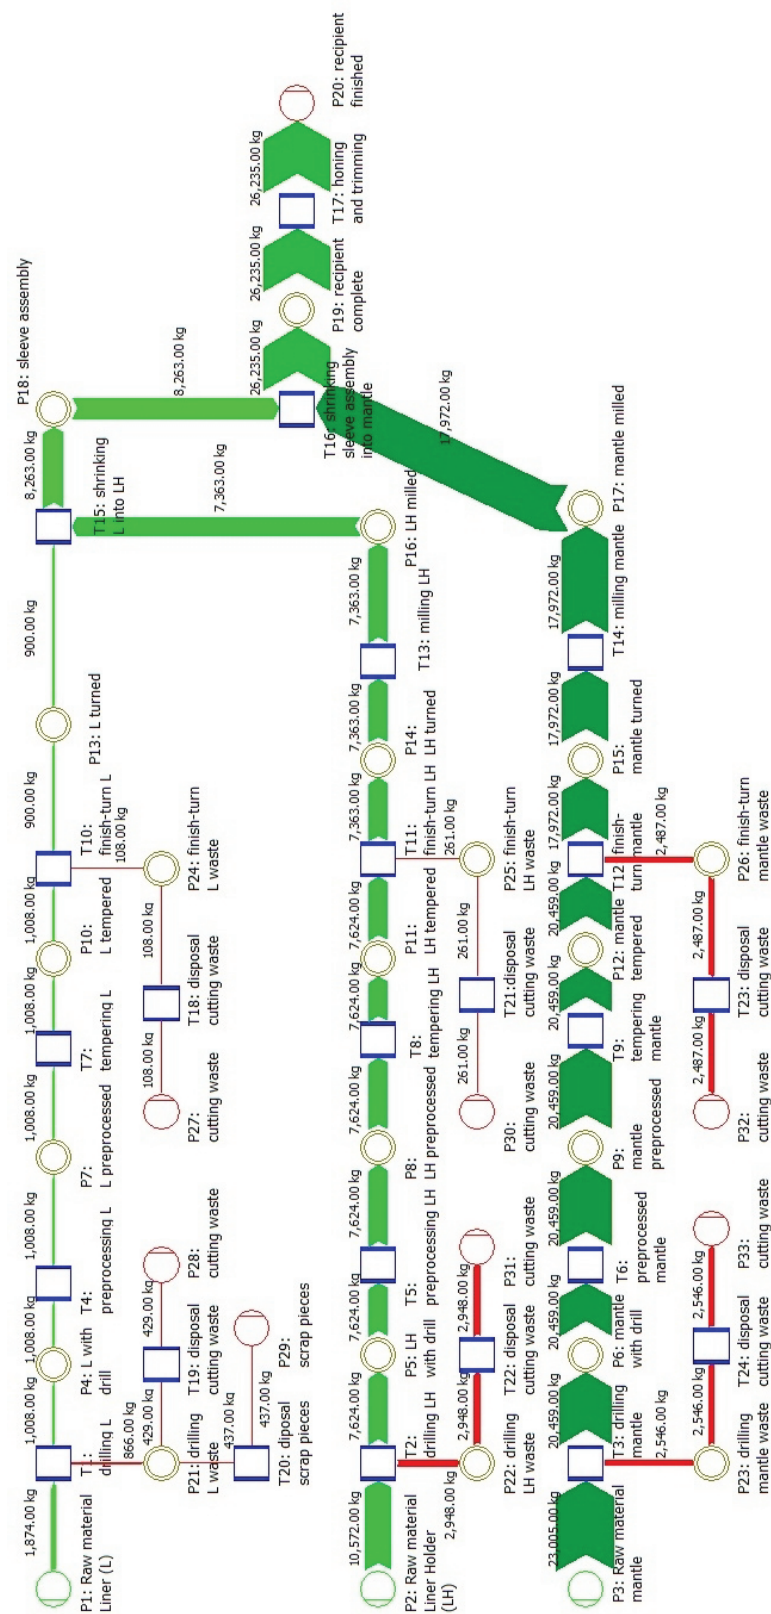 1,874.00 kg
P1: Raw material
Liner (L)
1,008.00 kg
T1:
drilling L
866.00 kg
1,008.00 kg
P4: L with
drill
1,008.00 kg
T4:
preprocessing L
1,008.00 kg
P7:
L preprocessed
1,008.00 kg
T7:
tempering L
1,008.00 kg
P10:
L tempered
900.00 kg
T10:
finish-turn L
108.00 kg
900.00 kg
P13: L turned
8,263.00 kg
T15: shrinking
L into LH
P18: sleeve assembly
8,263.00 kg
7,363.00 kg
429.00 kg
P21: drilling
L waste
437.00 kg
429.00 kg
T19: disposal
cutting waste
P28:
cutting waste
T20: diposal
scrap pieces
437.00 kg
P29:
scrap pieces
P27:
cutting waste
108.00 kg
T18: disposal
cutting waste
108.00 kg
P24: finish-turn
L waste
26,235.00 kg
T16: shrinking
sleeve assembly
into mantle
26,235.00 kg
P19: recipient
complete
26,235.00 kg
T17: honing
and trimming
P20: recipient
finished
10,572.00 kg
P2: Raw
material
Liner Holder
(LH)
7,624.00 kg
T2:
drilling LH
2,948.00 kg
7,624.00 kg
P5: LH
with drill
7,624.00 kg
T5:
preprocessing LH
7,624.00 kg
P8:
LH preprocessed
7,624.00 kg
T8:
tempering LH
7,624.00 kg
P11:
LH tempered
7,363.00 kg
T11:
finish-turn LH
261.00 kg
7,363.00 kg
P14:
LH turned
7,363.00 kg
T13: milling LH
P16: LH milled
17,972.00 kg
P22: drilling
LH waste
2,948.00 kg
T22: disposal
cutting waste
2,948.00 kg
P31:
cutting waste
P30:
cutting waste
261.00 kg
T21:disposal
cutting waste
261.00 kg
P25: finish-turn
LH waste
23,005.00 kg
P3: Raw material
mantle
20,459.00 kg
T3: drilling
mantle
2,546.00 kg
20,459.00 kg
P6: mantle
with drill
20,459.00 kg
T6:
preprocessed
mantle
20,459.00 kg
P9:
mantle
preprocessed
20,459.00 kg
T9:
tempering
mantle
20,459.00 kg
P12: mantle
tempered
17,972.00 kg
T12 finish-
turn mantle
2,487.00 kg
17,972.00 kg
P15:
mantle turned
17,972.00 kg
T14: milling mantle
P17: mantle milled
P23: drilling
mantle waste
2,546.00 kg
T24: disposal
cutting waste
2,546.00 kg
P33:
cutting waste
P32:
cutting waste
2,487.00 kg
T23: disposal
cutting waste
2,487.00 kg
P26: finish-turn
mantle waste